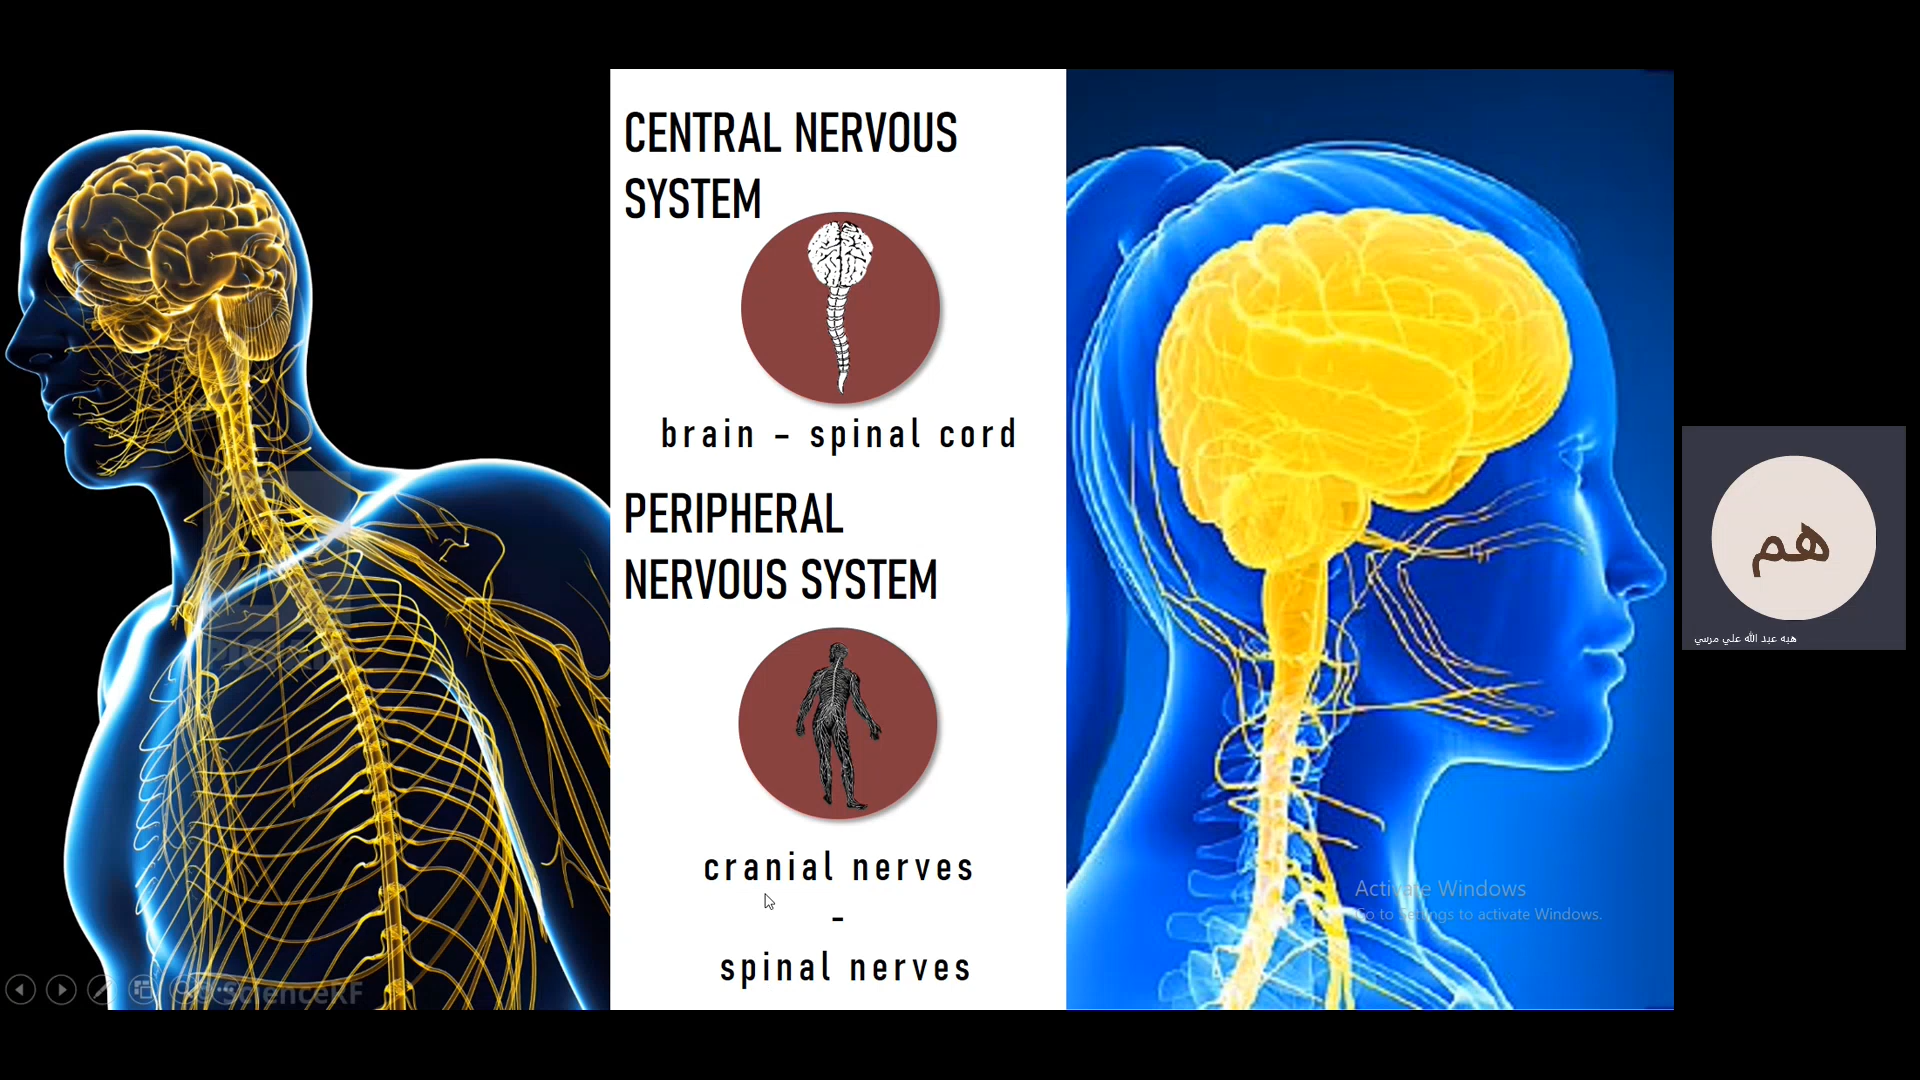 CENTRAL NERVOUS
SYSTEM
brain – spinal cord
PERIPHERAL
NERVOUS SYSTEM
cranial nerves
-
spinal nerves
هم
هبه عبد الله علي مرسي
Activate Windows
Go to Settings to activate Windows.